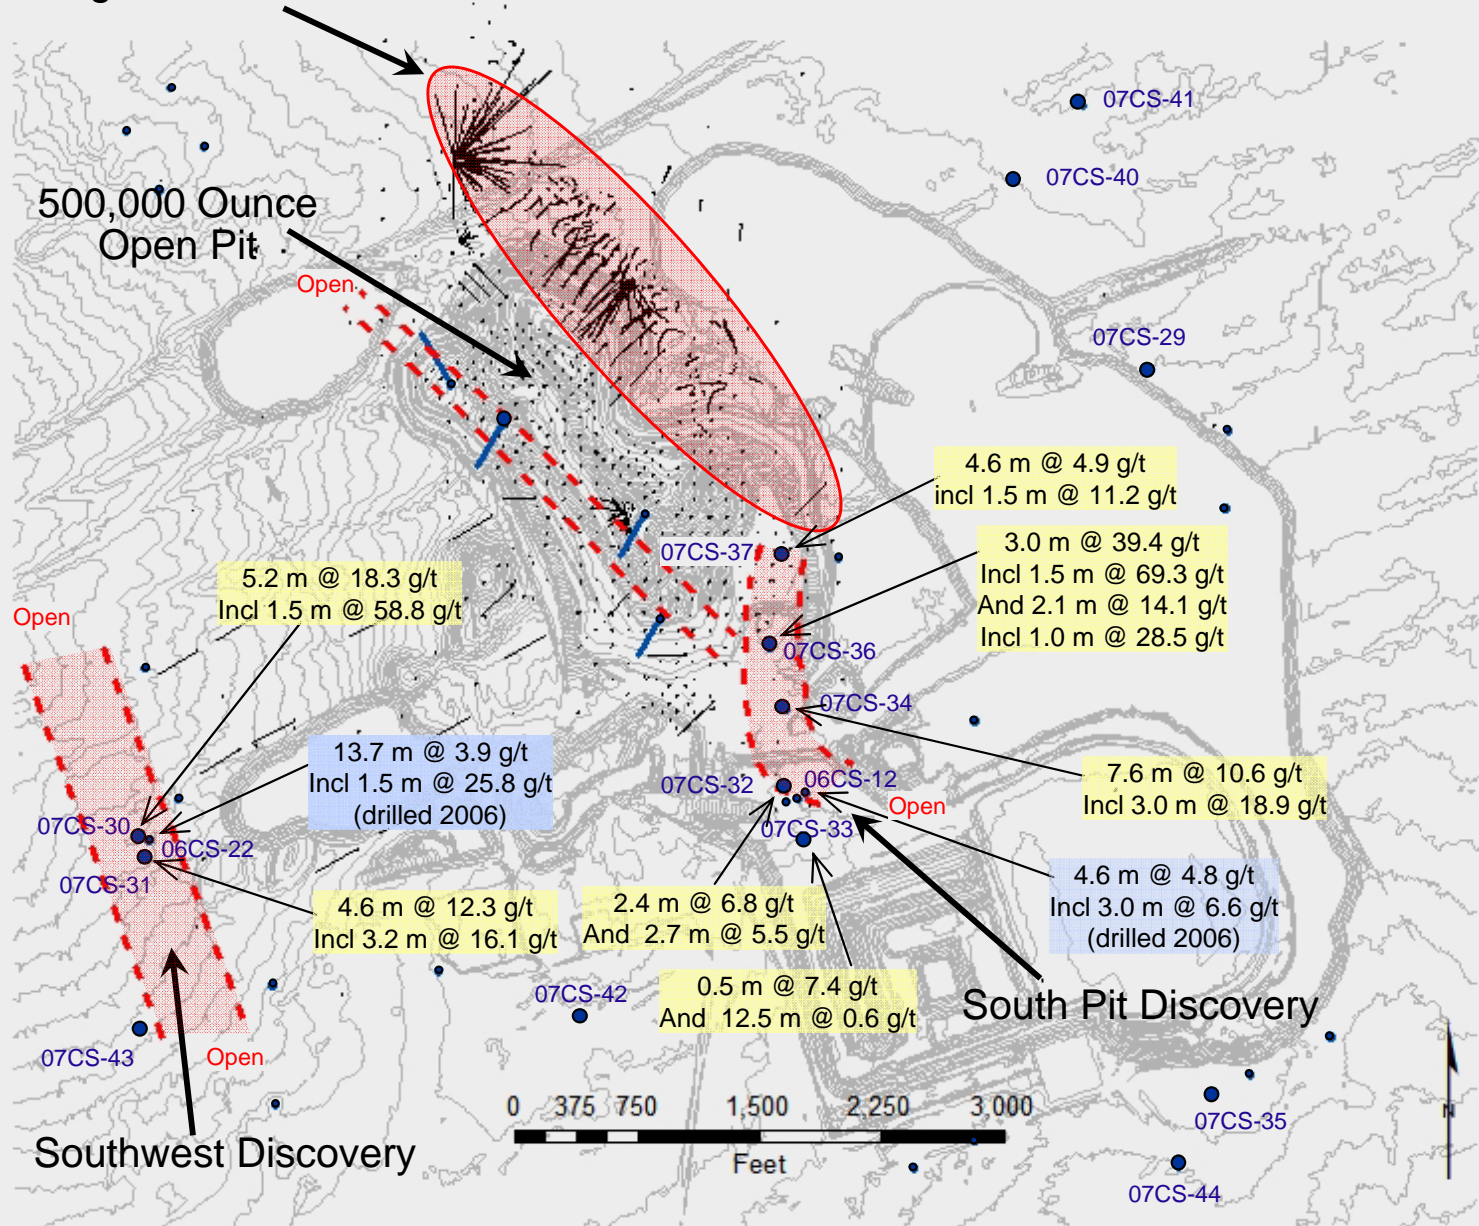 07CS-41
07CS-40
500,000 Ounce
Open Pit
Open
07CS-29
4.6 m @ 4.9 g/t
incl 1.5 m @ 11.2 g/t
07CS-37
3.0 m @ 39.4 g/t
Incl 1.5 m @ 69.3 g/t
And 2.1 m @ 14.1 g/t
Incl 1.0 m @ 28.5 g/t
5.2 m @ 18.3 g/t
Incl 1.5 m @ 58.8 g/t
Open
07CS-36
07CS-34
13.7 m @ 3.9 g/t
Incl 1.5 m @ 25.8 g/t
(drilled 2006)
07CS-32
06CS-12
7.6 m @ 10.6 g/t
Incl 3.0 m @ 18.9 g/t
Open
07CS-30
07CS-33
06CS-22
07CS-31
4.6 m @ 4.8 g/t
Incl 3.0 m @ 6.6 g/t
(drilled 2006)
4.6 m @ 12.3 g/t
Incl 3.2 m @ 16.1 g/t
2.4 m @ 6.8 g/t
And 2.7 m @ 5.5 g/t
0.5 m @ 7.4 g/t
And 12.5 m @ 0.6 g/t
07CS-42
South Pit Discovery
07CS-43
Open
0 375 750 1,500 2,250 3,000
Feet
N
07CS-35
Southwest Discovery
07CS-44